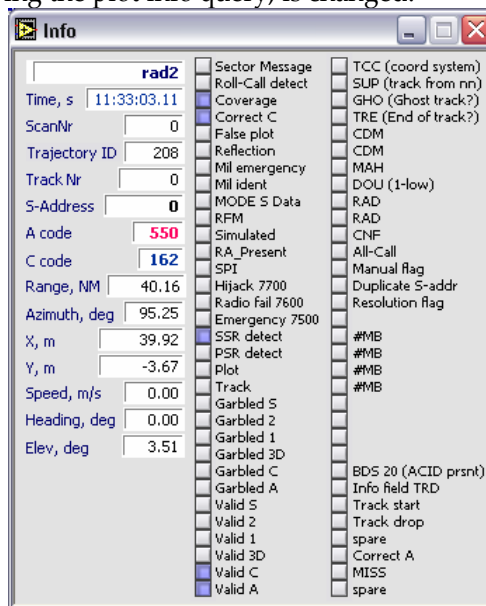 ing the plot info query, is changed.
Info
rad2
Time, s 11:33:03.11
ScanNr 0
Trajectory ID 208
Track Nr 0
S-Address 0
A code 550
C code 162
Range, NM 40.16
Azimuth, deg 95.25
X, m 39.92
Y, m -3.67
Speed, m/s 0.00
Heading, deg 0.00
Elev, deg 3.51
Sector Message
Roll-Call detect
Coverage
Correct C
False plot
Reflection
Mil emergency
Mil ident
MODE S Data
RFM
Simulated
RA_Present
SPI
Hijack 7700
Radio fail 7600
Emergency 7500
SSR detect
PSR detect
Plot
Track
Garbled S
Garbled 2
Garbled 1
Garbled 3D
Garbled C
Garbled A
Valid S
Valid 2
Valid 1
Valid 3D
Valid C
Valid A
TCC (coord system)
SUP (track from nn)
GHO (Ghost track?)
TRE (End of track?)
CDM
CDM
MAH
DOU (1-low)
RAD
RAD
CNF
All-Call
Manual flag
Duplicate S-addr
Resolution flag
#MB
#MB
#MB
#MB
BDS 20 (ACID prsnt)
Info field TRD
Track start
Track drop
spare
Correct A
MISS
spare